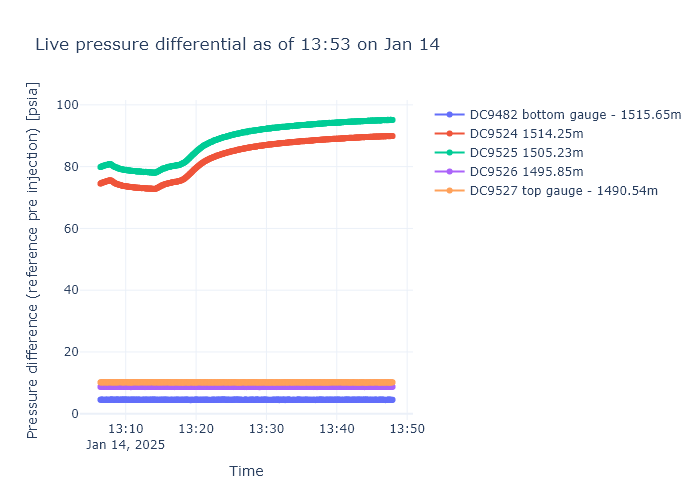 Live pressure differential as of 13:53 on Jan 14
Pressure difference (reference pre injection) [psia]
100
80
60
40
20
0
13:10
Jan 14, 2025
13:20
13:30
13:40
13:50
Time
DC9482 bottom gauge - 1515.65m
DC9524 1514.25m
DC9525 1505.23m
DC9526 1495.85m
DC9527 top gauge - 1490.54m